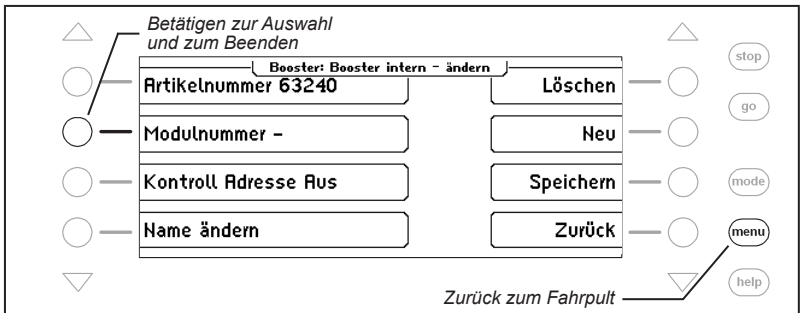 Betätigen zur Auswahl
und zum Beenden
Booster: Booster intern - ändern
Artikelnummer 63240
Löschen
Modulnummer -
Neu
Kontroll Adresse Aus
Speichern
Name ändern
Zurück
stop
go
mode
menu
help
Zurück zum Fahrpult